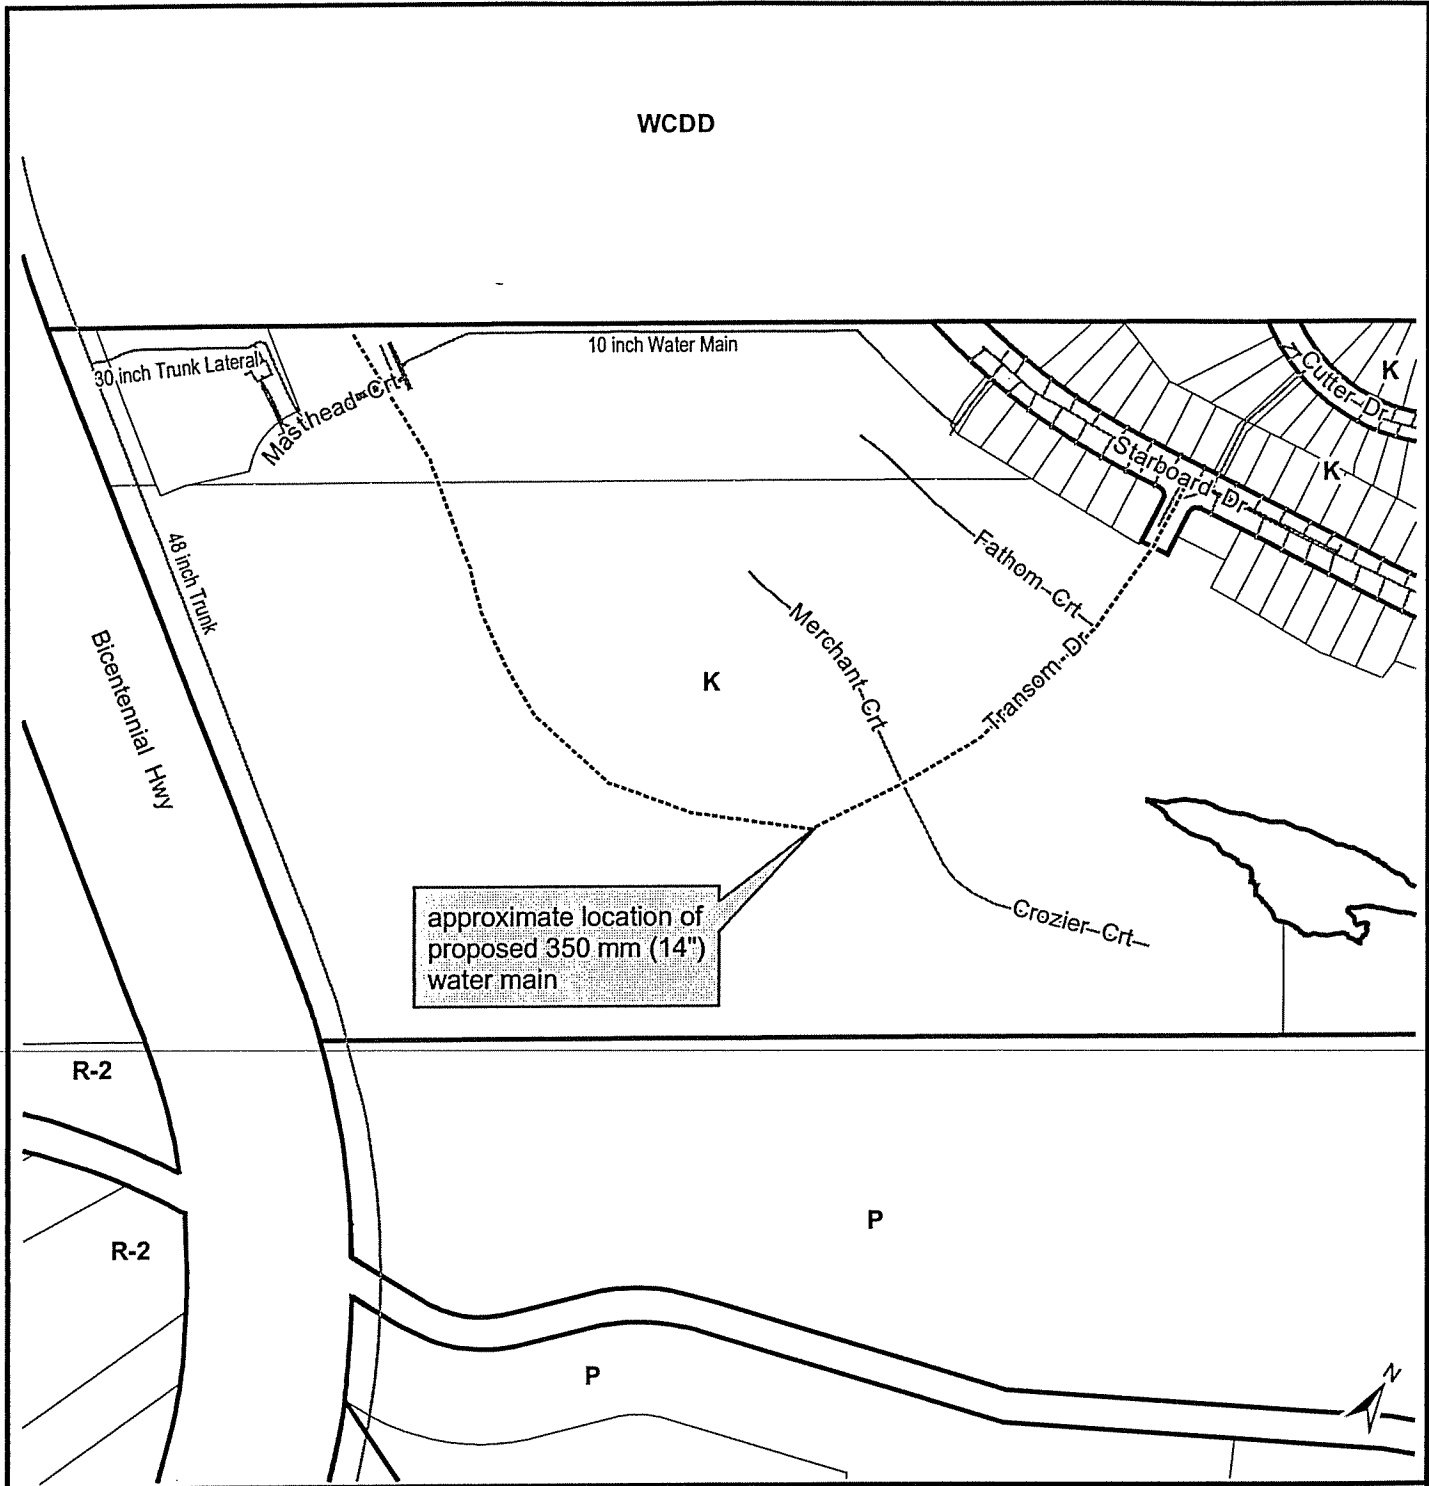 WCDD
10 inch Water Main
30 inch Trunk Lateral
Masthead Crt
K
Cutter Dr
K
Starboard Dr
48 inch Trunk
Fathom Crt
Merchant Crt
Bicentennial Hwy
K
Transom Dr
approximate location of
proposed 350 mm (14")
water main
Crozier Crt
R-2
R-2
P
P
N